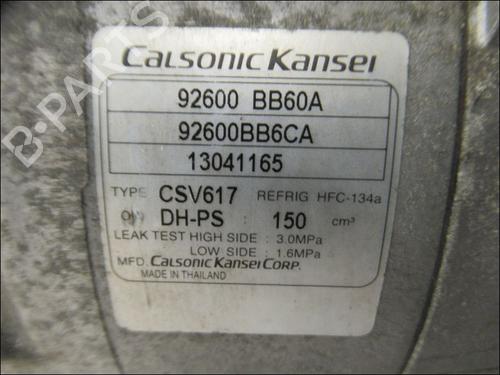 CALSONIC KANSEI
92600 BB60A
92600BB6CA
13041165
TYPE CSV617 REFRIG HFC-134a
OIL DH-PS : 150 cm³
LEAK TEST HIGH SIDE : 3.0MPa
LOW SIDE : 1.6MPa
MFD. CALSONIC KANSEI CORP.
MADE IN THAILAND
B-PARTS